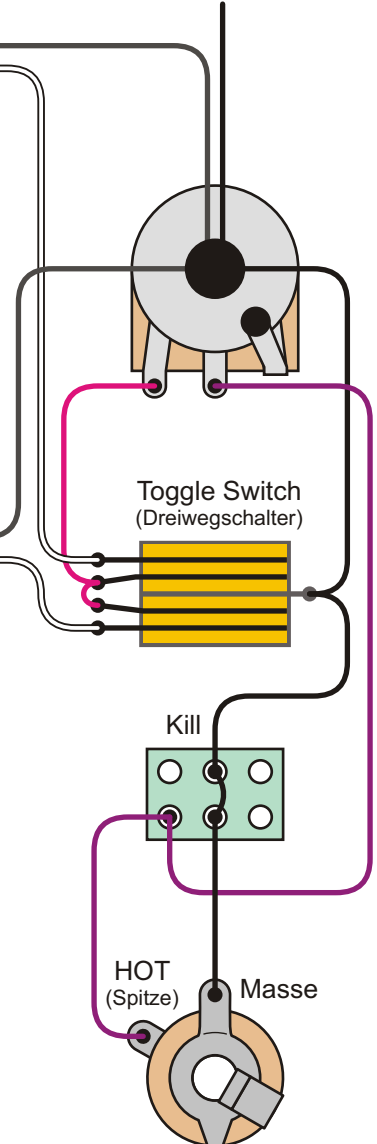 Toggle Switch
(Dreiwegschalter)
Kill
HOT
(Spitze)
Masse